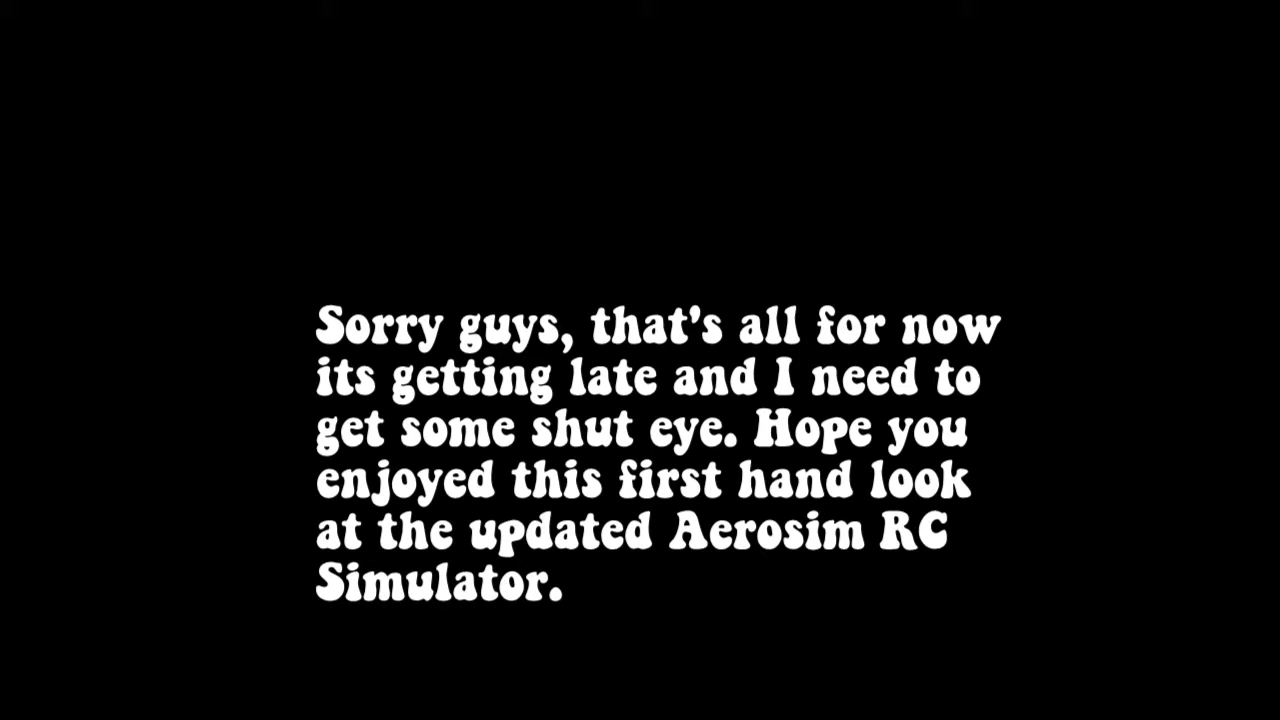 Sorry guys, that's all for now
its getting late and I need to
get some shut eye. Hope you
enjoyed this first hand look
at the updated Aerosim RC
Simulator.